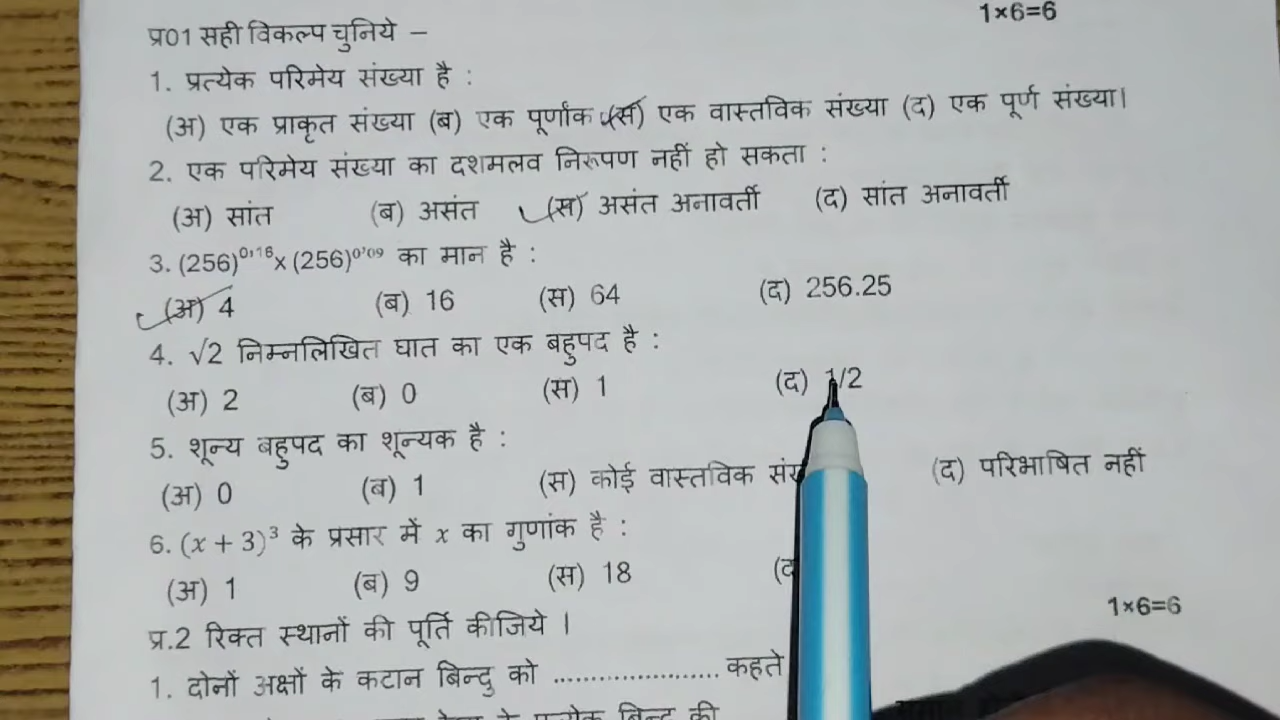 1×6=6
प्र01 सही विकल्प चुनिये –
1. प्रत्येक परिमेय संख्या है :
(अ) एक प्राकृत संख्या (ब) एक पूर्णांक (स) एक वास्तविक संख्या (द) एक पूर्ण संख्या।
2. एक परिमेय संख्या का दशमलव निरूपण नहीं हो सकता :
(अ) सांत (ब) असंत (स) असंत अनावर्ती (द) सांत अनावर्ती
3. (256)^0'16 x (256)^0'09 का मान है :
(अ) 4 (ब) 16 (स) 64 (द) 256.25
4. √2 निम्नलिखित घात का एक बहुपद है :
(अ) 2 (ब) 0 (स) 1 (द) 1/2
5. शून्य बहुपद का शून्यक है :
(अ) 0 (ब) 1 (स) कोई वास्तविक (द) परिभाषित नहीं
6. (x + 3)³ के प्रसार में x का गुणांक है :
(अ) 1 (ब) 9 (स) 18
1×6=6
प्र.2 रिक्त स्थानों की पूर्ति कीजिये ।
1. दोनों अक्षों के कटान बिन्दु को ..................... कहते